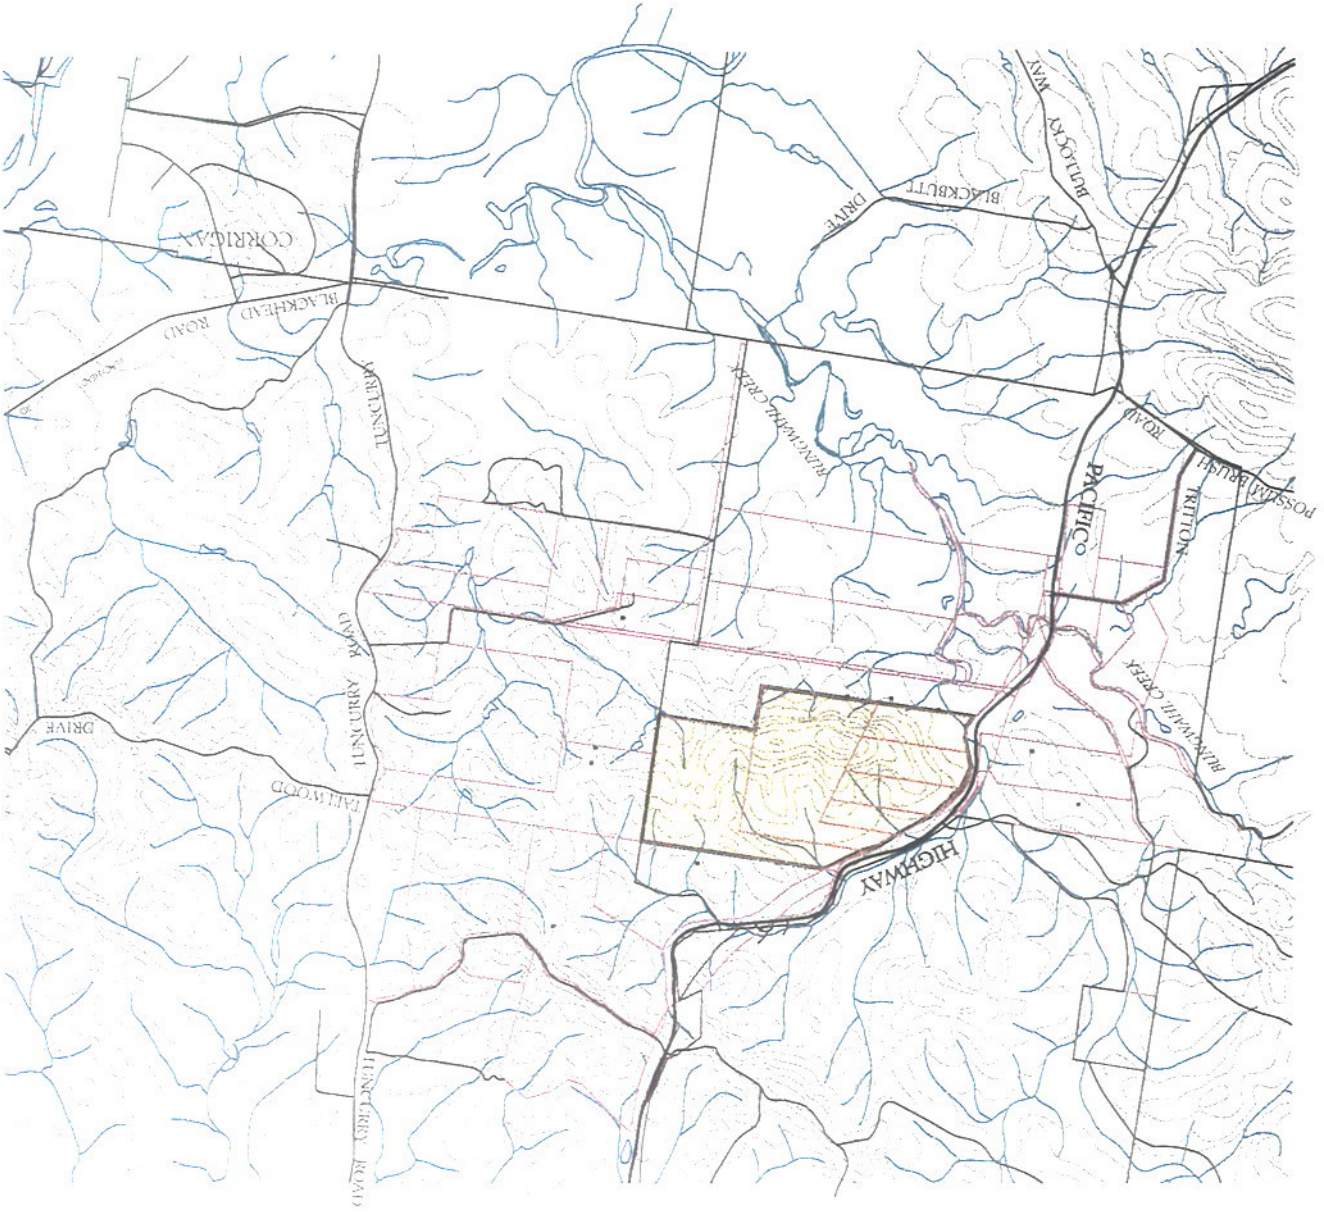 WAY
BULLOCKY
BLACKBUTT
DRIVE
CORRIGAN
BLACKHEAD
ROAD
TUNCURRY
BUNGWAHL CREEK
ROAD
POSSUM BRUSH
PACIFIC
TRITTON
ROAD
TUNCURRY
BUNGWAHL CREEK
DRIVE
TALLWOOD
HIGHWAY
TUNCURRY ROAD